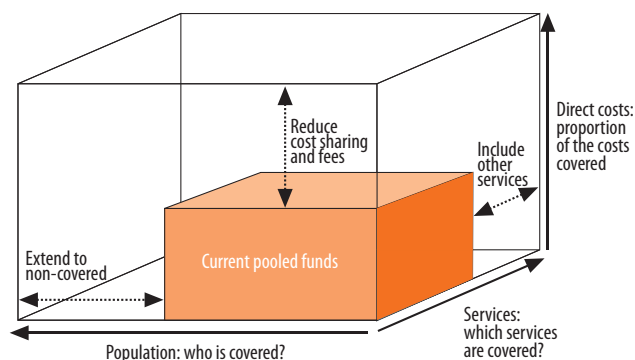 Direct costs:
proportion
of the costs
covered
Reduce
cost sharing
and fees
Include
other
services
Extend to
non-covered
Current pooled funds
Services:
which services
are covered?
Population: who is covered?